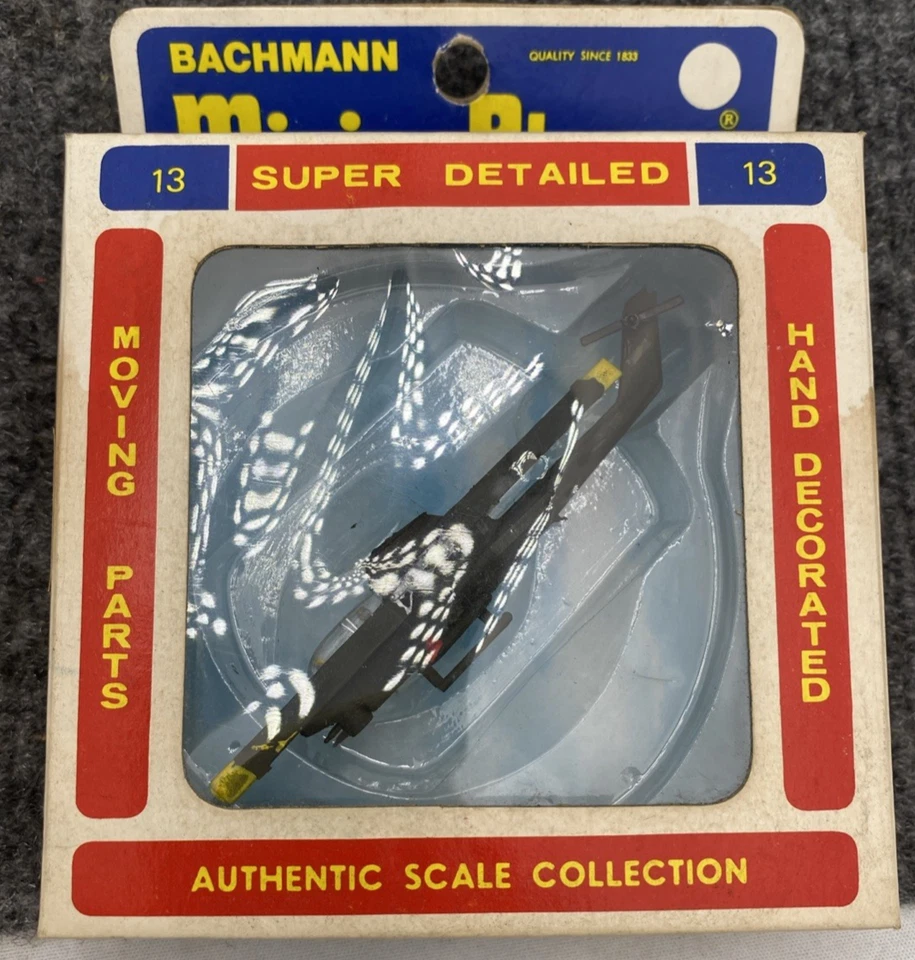 BACHMANN
QUALITY SINCE 1833
®
13
SUPER DETAILED
13
MOVING PARTS
HAND DECORATED
AUTHENTIC SCALE COLLECTION